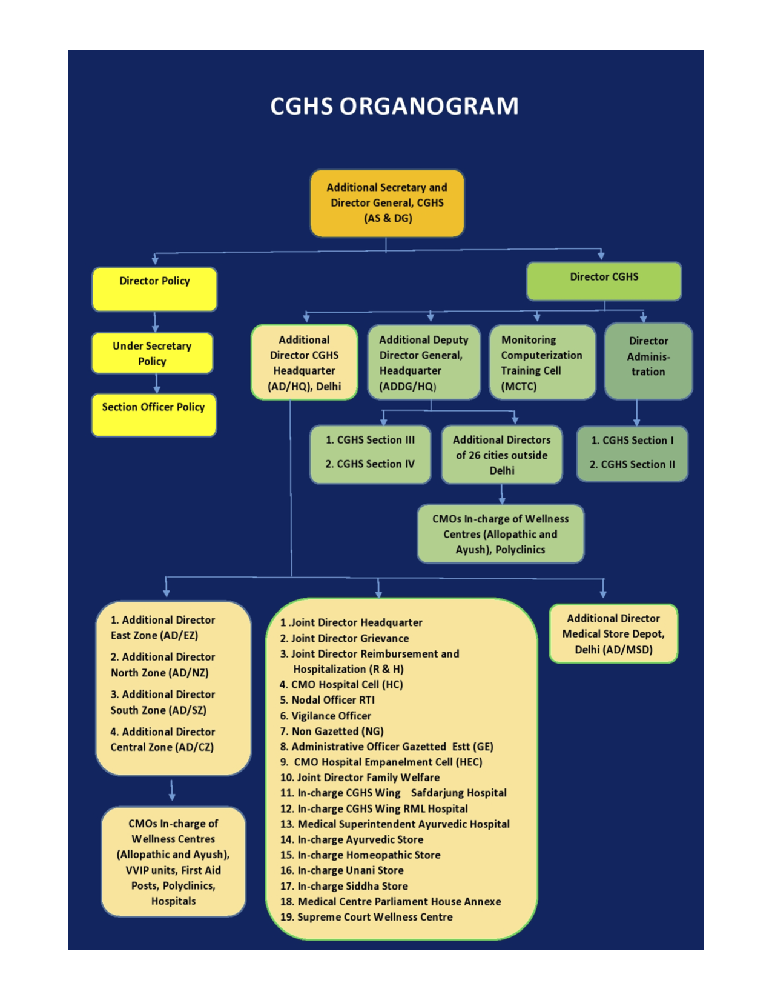 CGHS ORGANOGRAM
Additional Secretary and
Director General, CGHS
(AS & DG)
Director Policy
Director CGHS
Under Secretary
Policy
Section Officer Policy
Additional
Director CGHS
Headquarter
(AD/HQ), Delhi
Additional Deputy
Director General,
Headquarter
(ADDG/HQ)
Monitoring
Computerization
Training Cell
(MCTC)
Director
Adminis-
tration
1. CGHS Section III
2. CGHS Section IV
Additional Directors
of 26 cities outside
Delhi
1. CGHS Section I
2. CGHS Section II
CMOs In-charge of Wellness
Centres (Allopathic and
Ayush), Polyclinics
1. Additional Director
East Zone (AD/EZ)
2. Additional Director
North Zone (AD/NZ)
3. Additional Director
South Zone (AD/SZ)
4. Additional Director
Central Zone (AD/CZ)
CMOs In-charge of
Wellness Centres
(Allopathic and Ayush),
VVIP units, First Aid
Posts, Polyclinics,
Hospitals
1 .Joint Director Headquarter
2. Joint Director Grievance
3. Joint Director Reimbursement and
Hospitalization (R & H)
4. CMO Hospital Cell (HC)
5. Nodal Officer RTI
6. Vigilance Officer
7. Non Gazetted (NG)
8. Administrative Officer Gazetted Estt (GE)
9. CMO Hospital Empanelment Cell (HEC)
10. Joint Director Family Welfare
11. In-charge CGHS Wing Safdarjung Hospital
12. In-charge CGHS Wing RML Hospital
13. Medical Superintendent Ayurvedic Hospital
14. In-charge Ayurvedic Store
15. In-charge Homeopathic Store
16. In-charge Unani Store
17. In-charge Siddha Store
18. Medical Centre Parliament House Annexe
19. Supreme Court Wellness Centre
Additional Director
Medical Store Depot,
Delhi (AD/MSD)